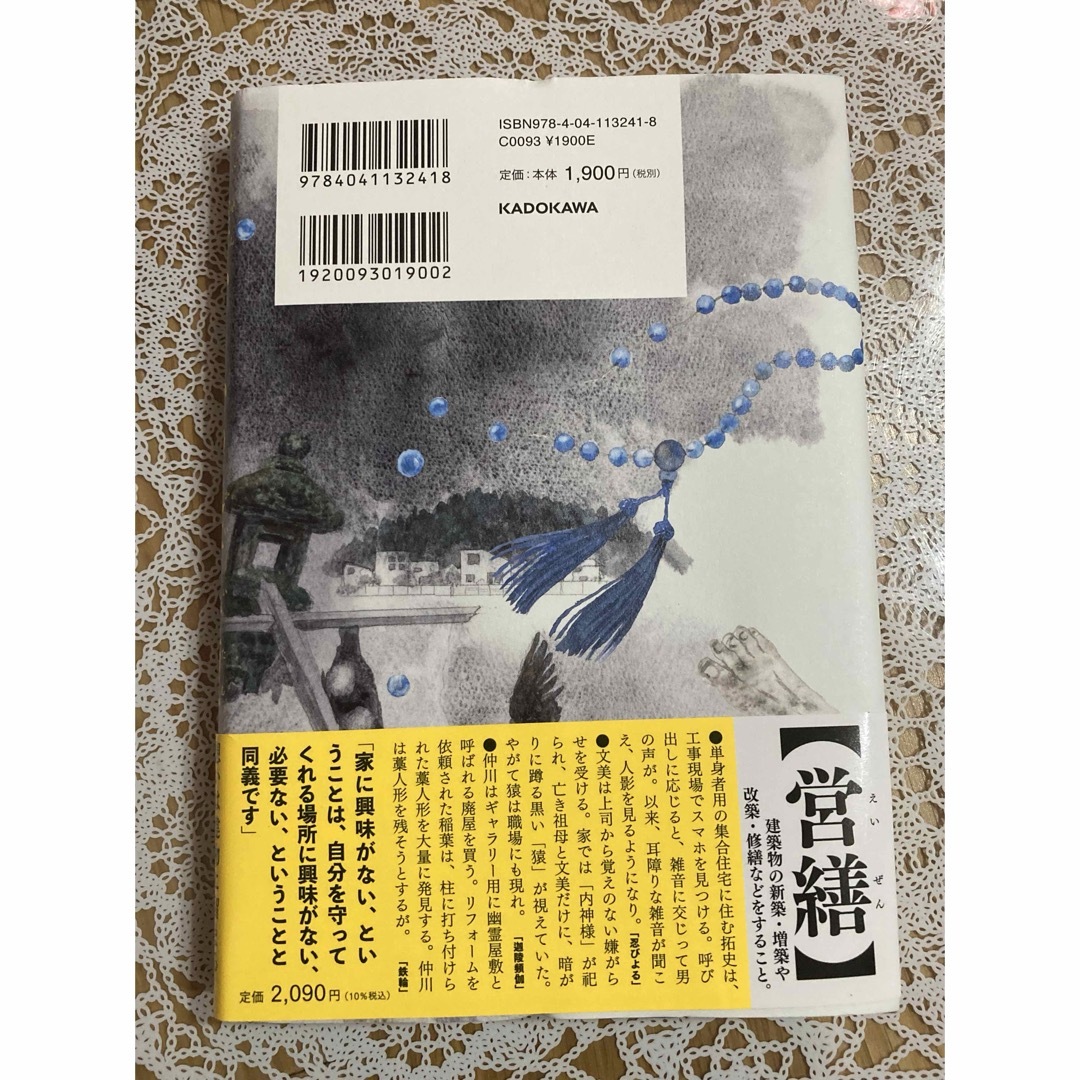 ISBN978-4-04-113241-8
C0093 ¥1900E
定価：本体 1,900円（税別）
KADOKAWA
9784041132418
1920093019002
【営繕】
えい ぜん
建築物の新築・増築や
改築・修繕などをすること。
●単身者用の集合住宅に住む拓史は、
工事現場でスマホを見つける。呼び
出しに応じると、雑音に交じって男
の声が。以来、耳障りな雑音が聞こ
え、人影を見るようになり。「忍びよる」
●文美は上司から覚えのない嫌がら
せを受ける。家では「内神様」が祀
られ、亡き祖母と文美だけに、暗が
りに蹲る黒い「猿」が視えていた。
やがて猿は職場にも現れ。「迦陵頻伽」
●仲川はギャラリー用に幽霊屋敷と
呼ばれる廃屋を買う。リフォームを
依頼された稲葉は、柱に打ち付けら
れた藁人形を大量に発見する。仲川
は藁人形を残そうとするが。「鉄輪」
「家に興味がない、とい
うことは、自分を守って
くれる場所に興味がない、
必要ない、ということと
同義です」
定価 2,090円（10%税込）